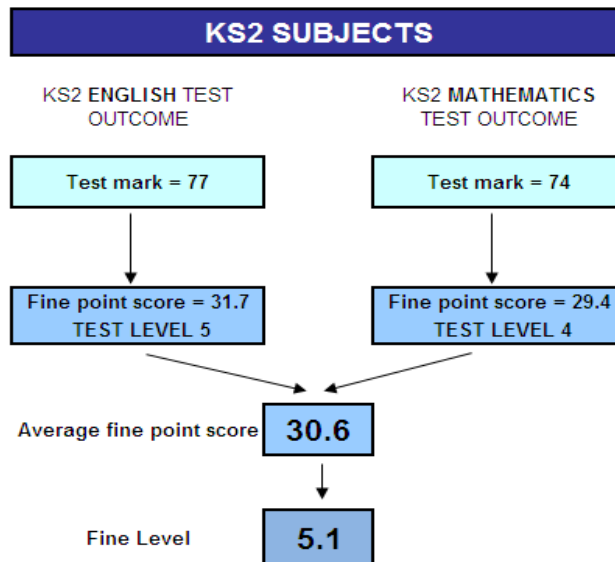 KS2 SUBJECTS
KS2 ENGLISH TEST
OUTCOME
KS2 MATHEMATICS
TEST OUTCOME
Test mark = 77
Test mark = 74
Fine point score = 31.7
TEST LEVEL 5
Fine point score = 29.4
TEST LEVEL 4
Average fine point score
30.6
Fine Level
5.1